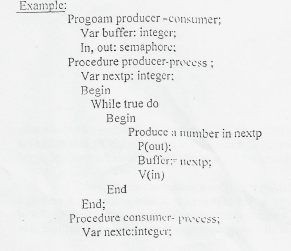 Example:
Progoam producer-consumer;
Var buffer: integer;
In, out: semaphore;
Procedure producer-process ;
Var nextp: integer;
Begin
While true do
Begin
Produce a number in nextp
P(out);
Buffer:= nextp;
V(in)
End
End;
Procedure consumer- process;
Var nextc:integer;